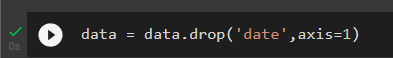 data = data.drop('date',axis=1)
0s